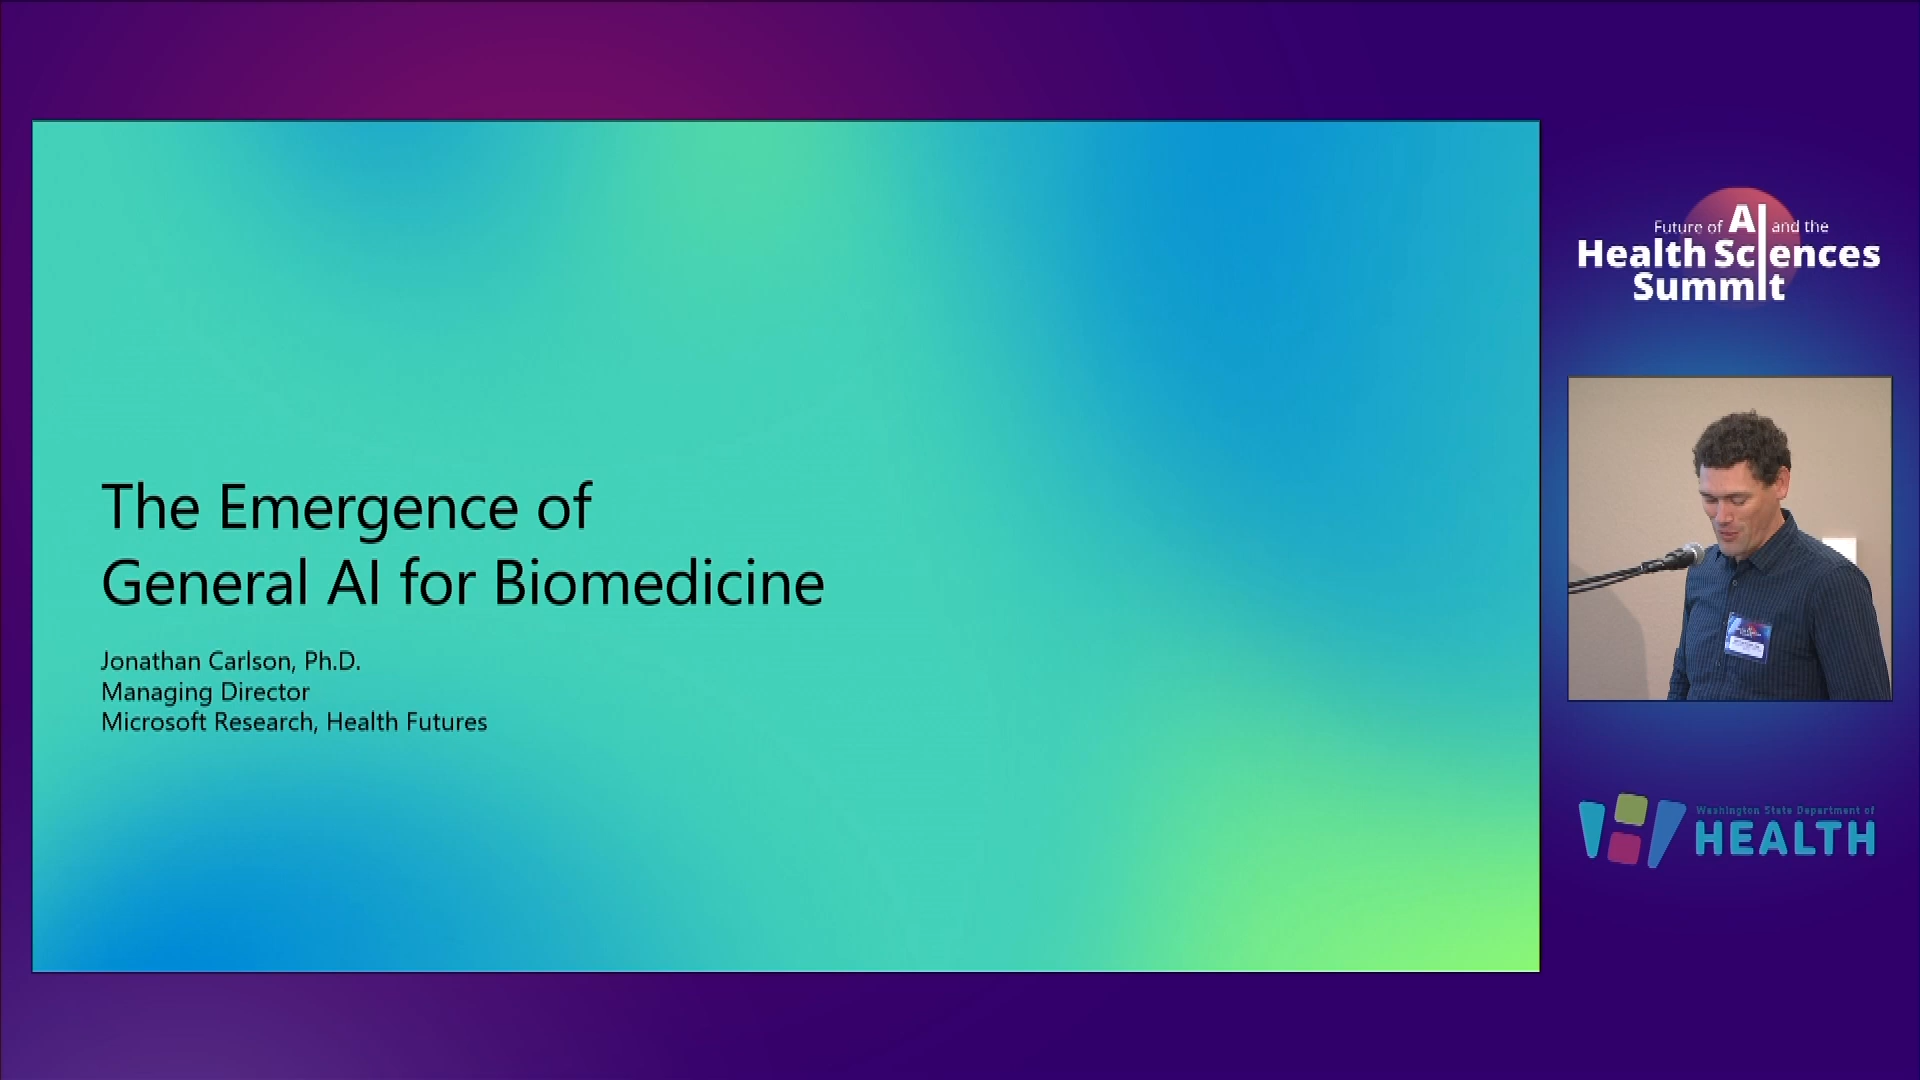 The Emergence of
General AI for Biomedicine
Jonathan Carlson, Ph.D.
Managing Director
Microsoft Research, Health Futures
Future of AI and the
Health Sciences
Summit
Washington State Department of
HEALTH